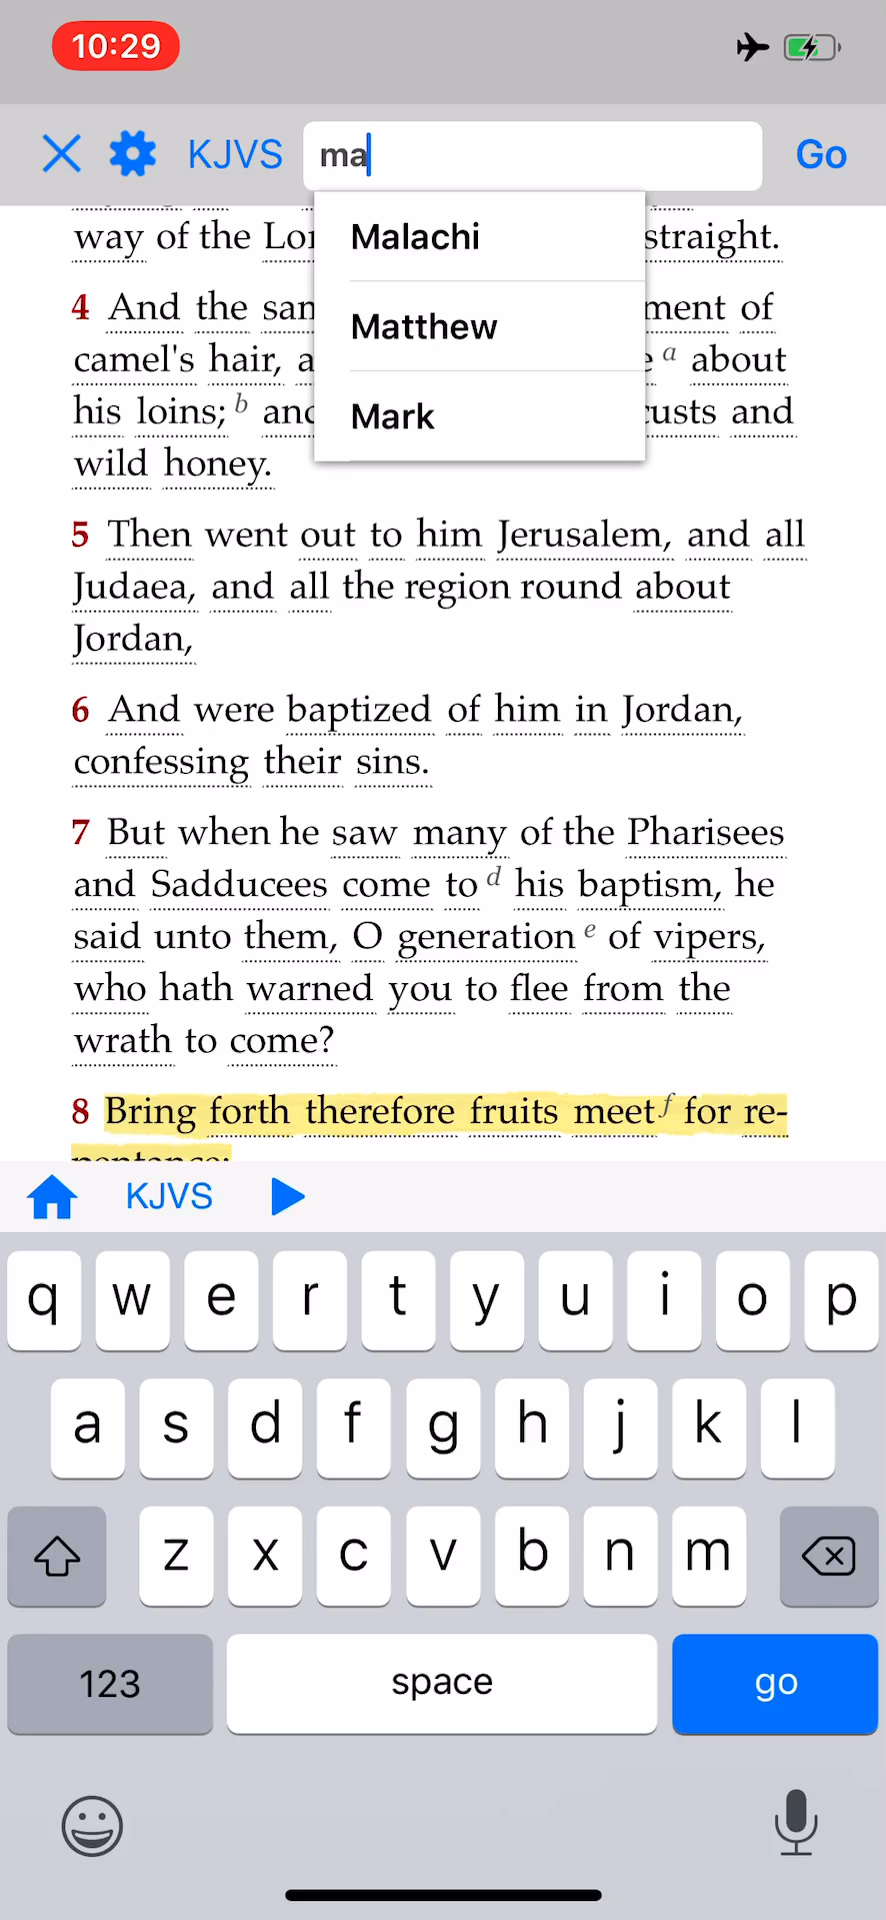 10:29
KJVS ma Go
Malachi
Matthew
Mark
way of the Lor straight.
4 And the san ment of
camel's hair, a e a about
his loins; b and custs and
wild honey.
5 Then went out to him Jerusalem, and all
Judaea, and all the region round about
Jordan,
6 And were baptized of him in Jordan,
confessing their sins.
7 But when he saw many of the Pharisees
and Sadducees come to d his baptism, he
said unto them, O generation e of vipers,
who hath warned you to flee from the
wrath to come?
8 Bring forth therefore fruits meet f for re-
pentance:
KJVS
q w e r t y u i o p
a s d f g h j k l
z x c v b n m
123 space go